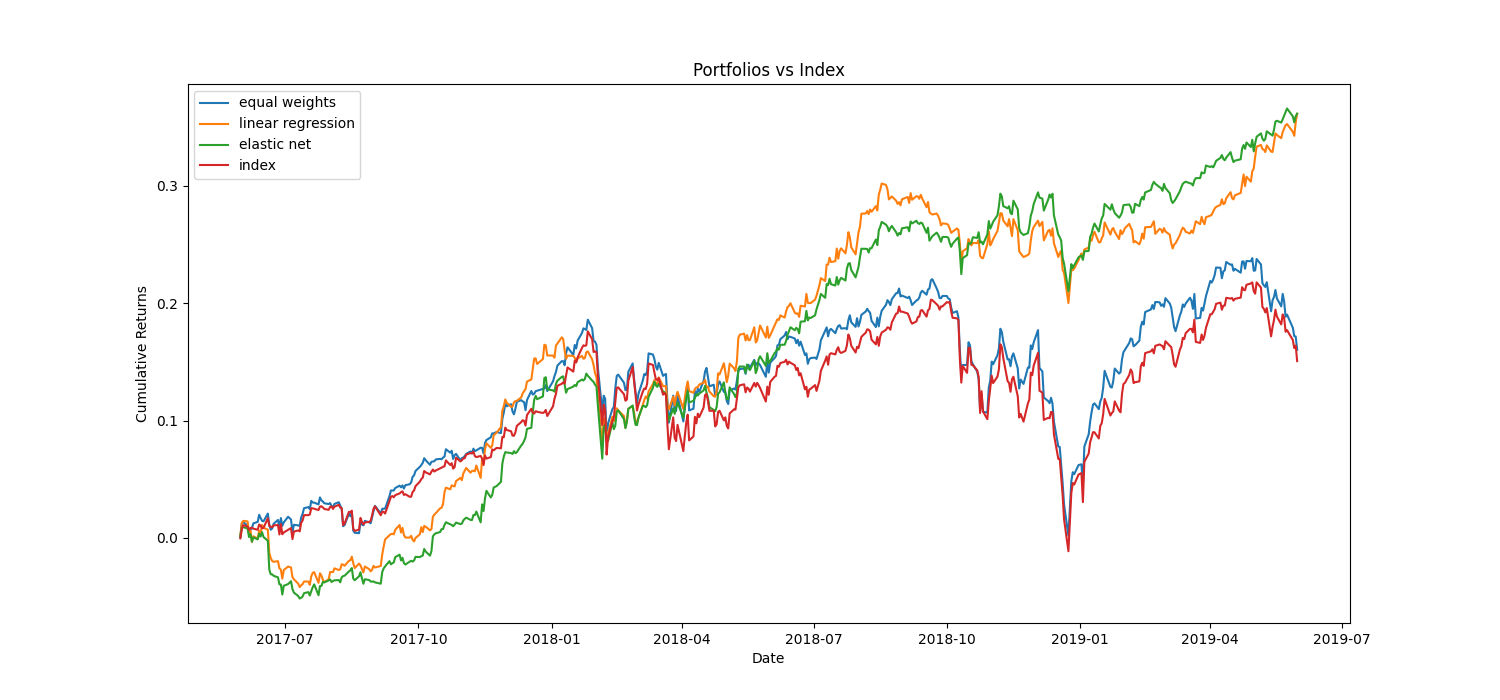 Portfolios vs Index
equal weights
linear regression
elastic net
index
Cumulative Returns
0.3
0.2
0.1
0.0
2017-07 2017-10 2018-01 2018-04 2018-07 2018-10 2019-01 2019-04 2019-07
Date